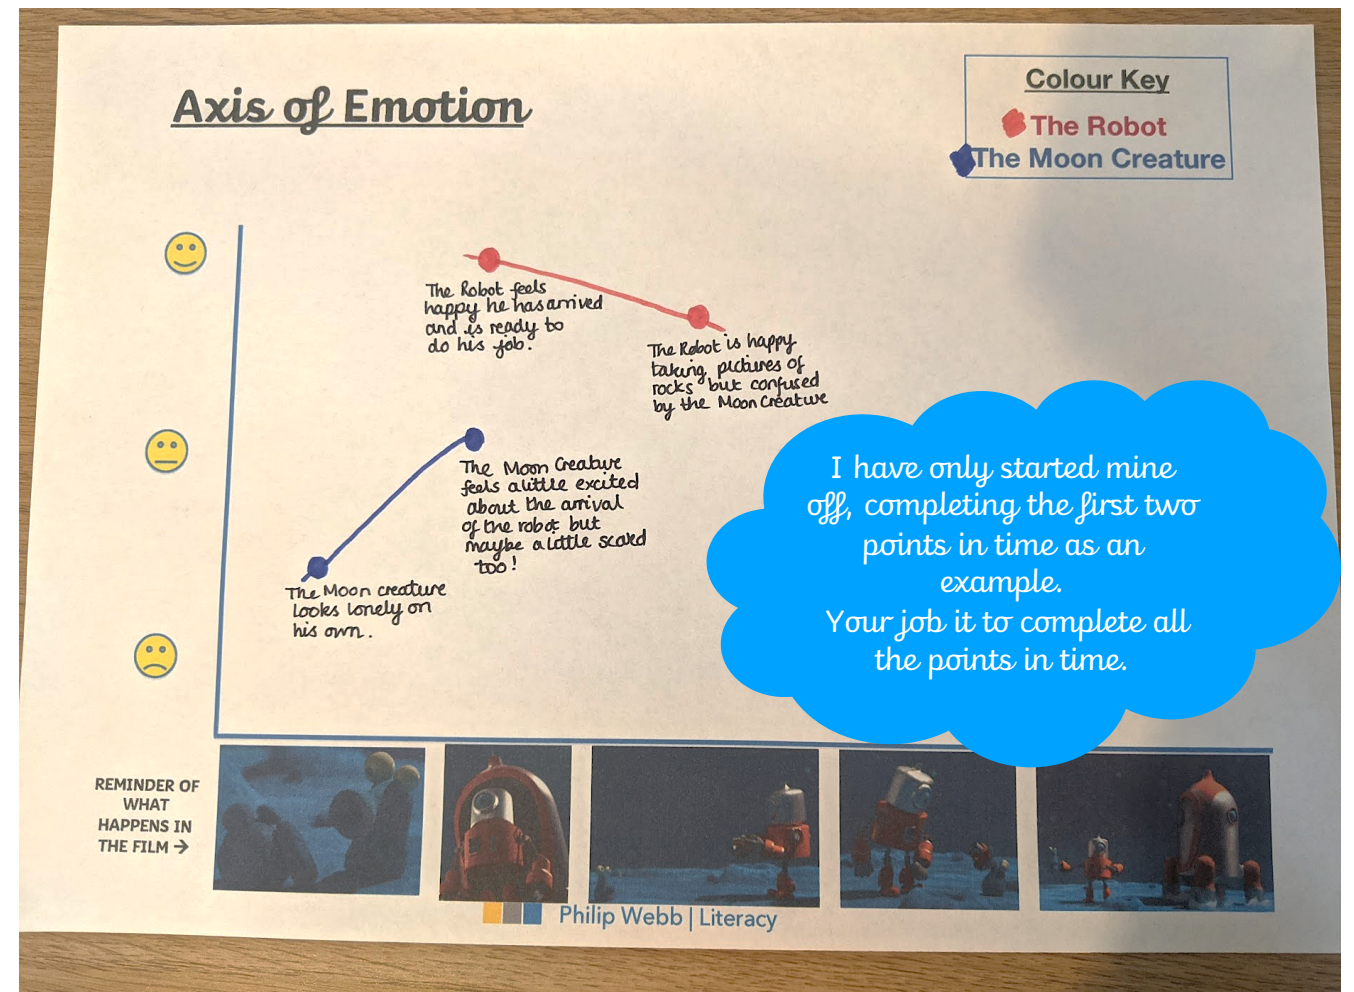 Axis of Emotion
Colour Key
The Robot
The Moon Creature
The Robot feels
happy he has arrived
and is ready to
do his job.
The Robot is happy
taking pictures of
rocks but confused
by the Moon Creature
The Moon Creature
feels a little excited
about the arrival
of the robot but
maybe a little scared
too!
The Moon creature
looks lonely on
his own.
I have only started mine
off, completing the first two
points in time as an
example.
Your job it to complete all
the points in time.
REMINDER OF
WHAT
HAPPENS IN
THE FILM →
Philip Webb | Literacy